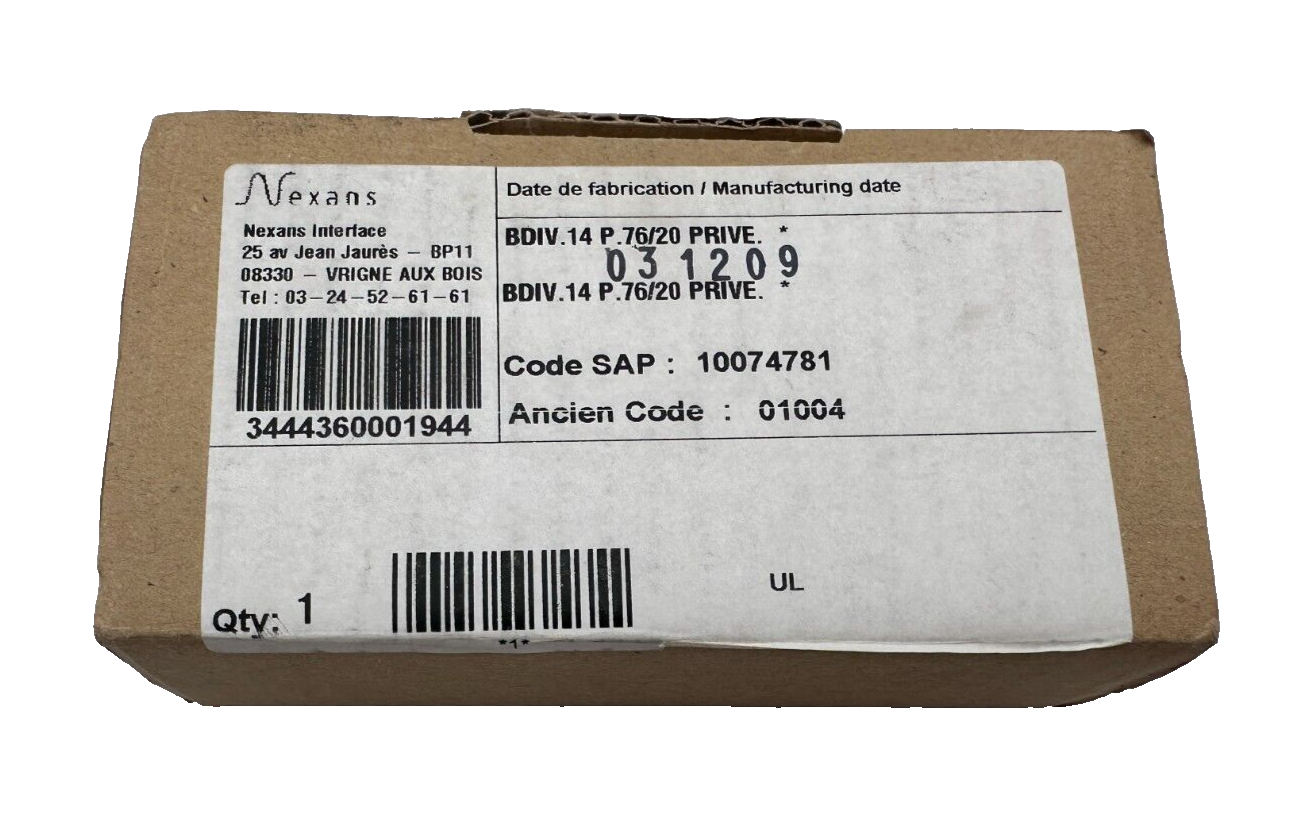 Nexans
Nexans Interface
25 av Jean Jaurès – BP11
08330 – VRIGNE AUX BOIS
Tel : 03–24–52–61–61
3444360001944
Date de fabrication / Manufacturing date
BDIV.14 P.76/20 PRIVE. *
031209
BDIV.14 P.76/20 PRIVE. *
Code SAP : 10074781
Ancien Code : 01004
Qty: 1
*1*
UL